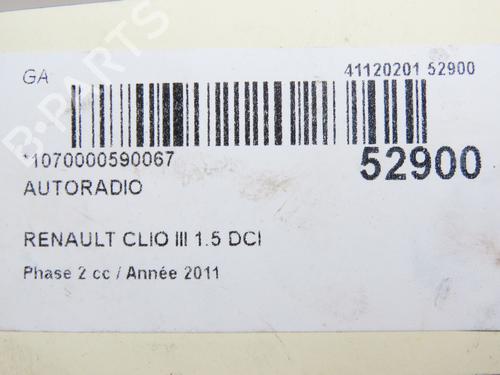 GA
41120201 52900
*1070000590067
52900
AUTORADIO
RENAULT CLIO III 1.5 DCI
Phase 2 cc / Année 2011
B-PARTS